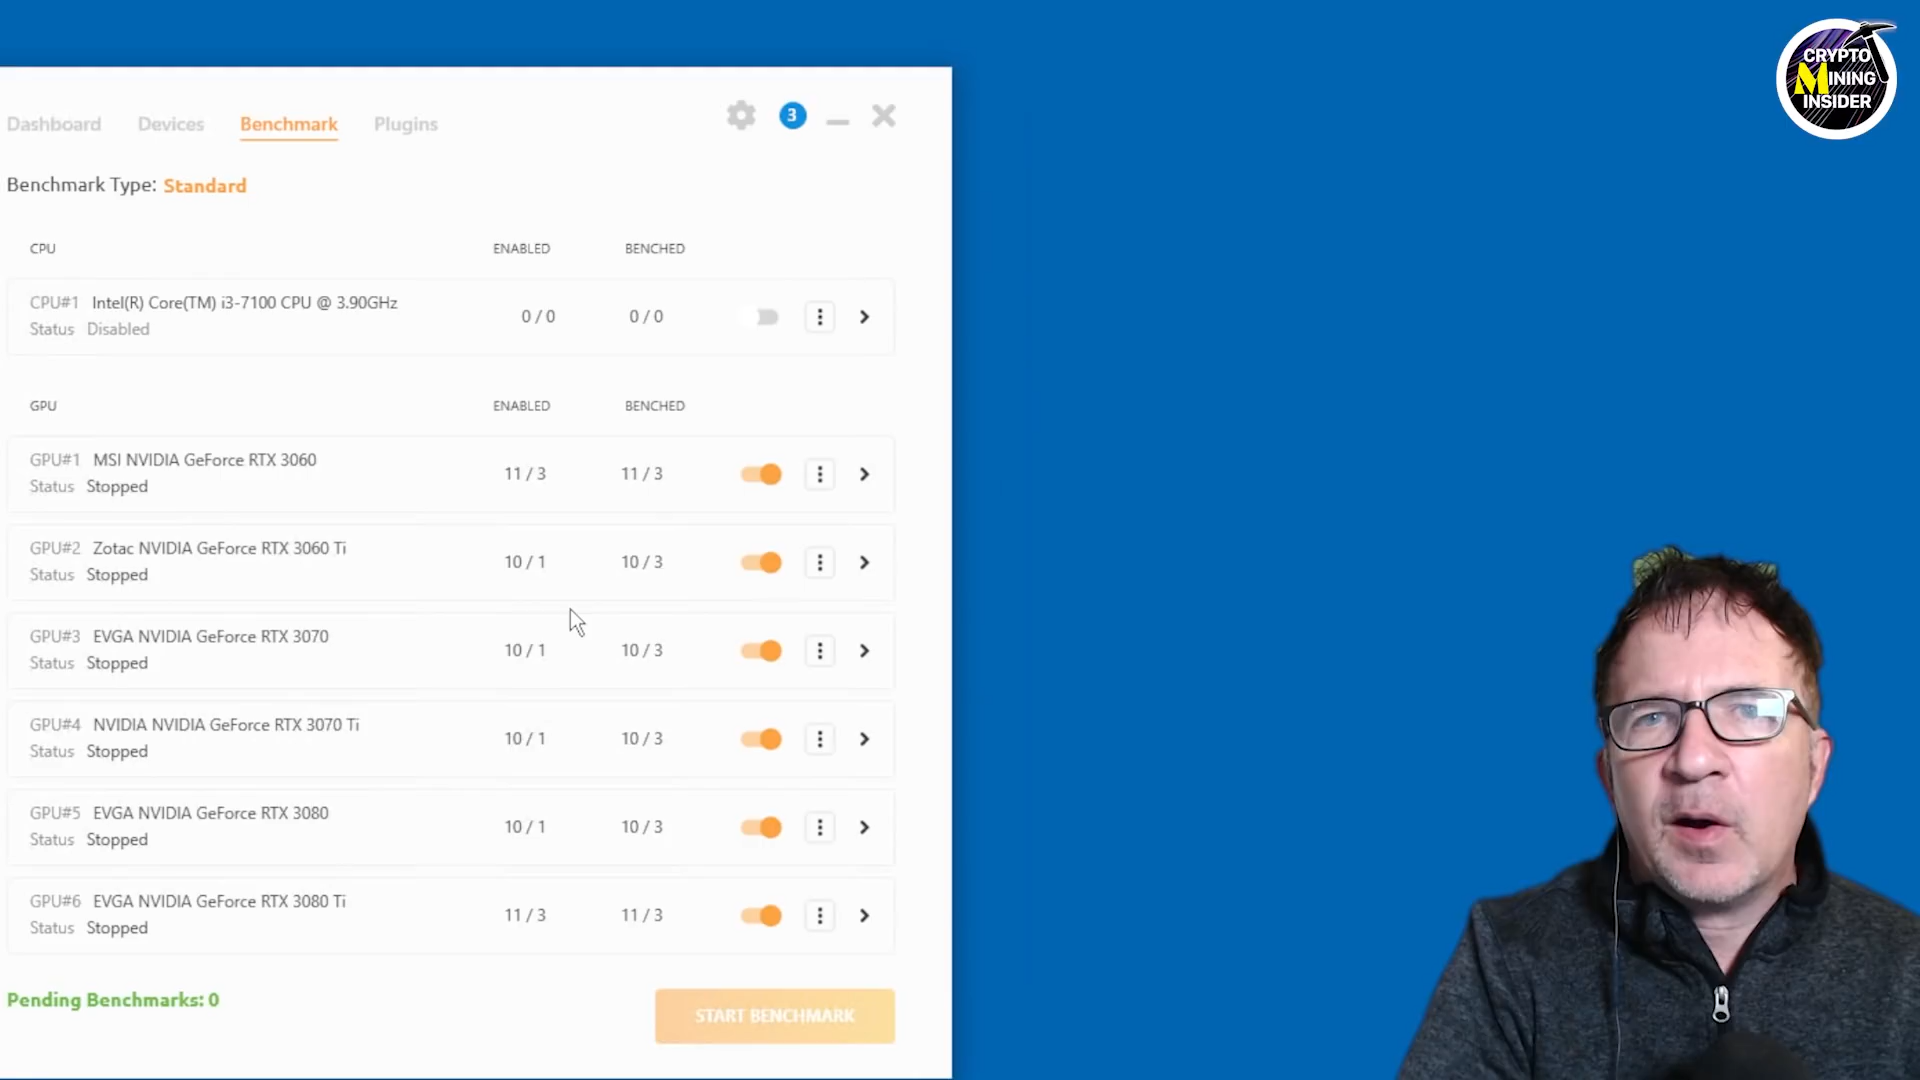 CRYPTO
MINING
INSIDER
Dashboard Devices Benchmark Plugins 3
Benchmark Type: Standard
CPU ENABLED BENCHED
CPU#1 Intel(R) Core(TM) i3-7100 CPU @ 3.90GHz 0 / 0 0 / 0
Status Disabled
GPU ENABLED BENCHED
GPU#1 MSI NVIDIA GeForce RTX 3060 11 / 3 11 / 3
Status Stopped
GPU#2 Zotac NVIDIA GeForce RTX 3060 Ti 10 / 1 10 / 3
Status Stopped
GPU#3 EVGA NVIDIA GeForce RTX 3070 10 / 1 10 / 3
Status Stopped
GPU#4 NVIDIA NVIDIA GeForce RTX 3070 Ti 10 / 1 10 / 3
Status Stopped
GPU#5 EVGA NVIDIA GeForce RTX 3080 10 / 1 10 / 3
Status Stopped
GPU#6 EVGA NVIDIA GeForce RTX 3080 Ti 11 / 3 11 / 3
Status Stopped
Pending Benchmarks: 0
START BENCHMARK